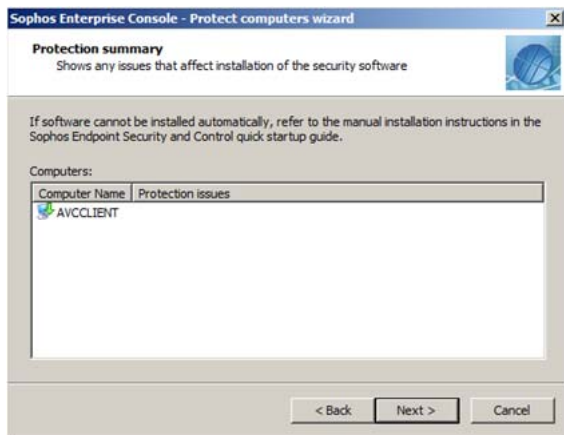 Sophos Enterprise Console - Protect computers wizard
Protection summary
Shows any issues that affect installation of the security software
If software cannot be installed automatically, refer to the manual installation instructions in the
Sophos Endpoint Security and Control quick startup guide.
Computers:
Computer Name Protection issues
AVCCLIENT
< Back Next > Cancel